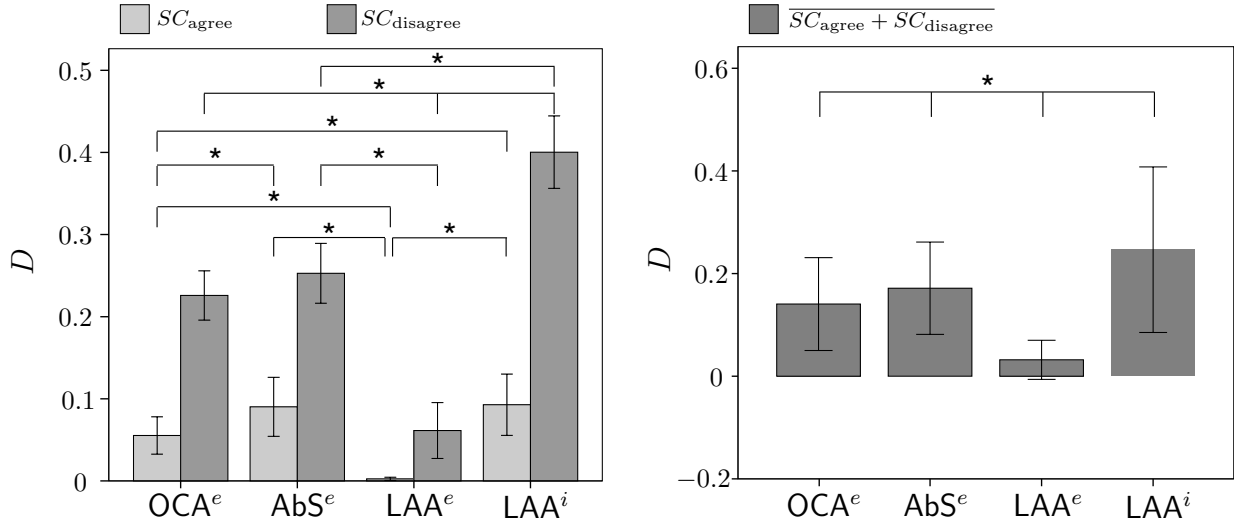 SC_agree SC_disagree
0.5
0.4
0.3
0.2
0.1
0
D
* * * * * * * *
OCA^e AbS^e LAA^e LAA^i
\overline{SC_agree + SC_disagree}
0.6
0.4
0.2
0
−0.2
D
*
OCA^e AbS^e LAA^e LAA^i